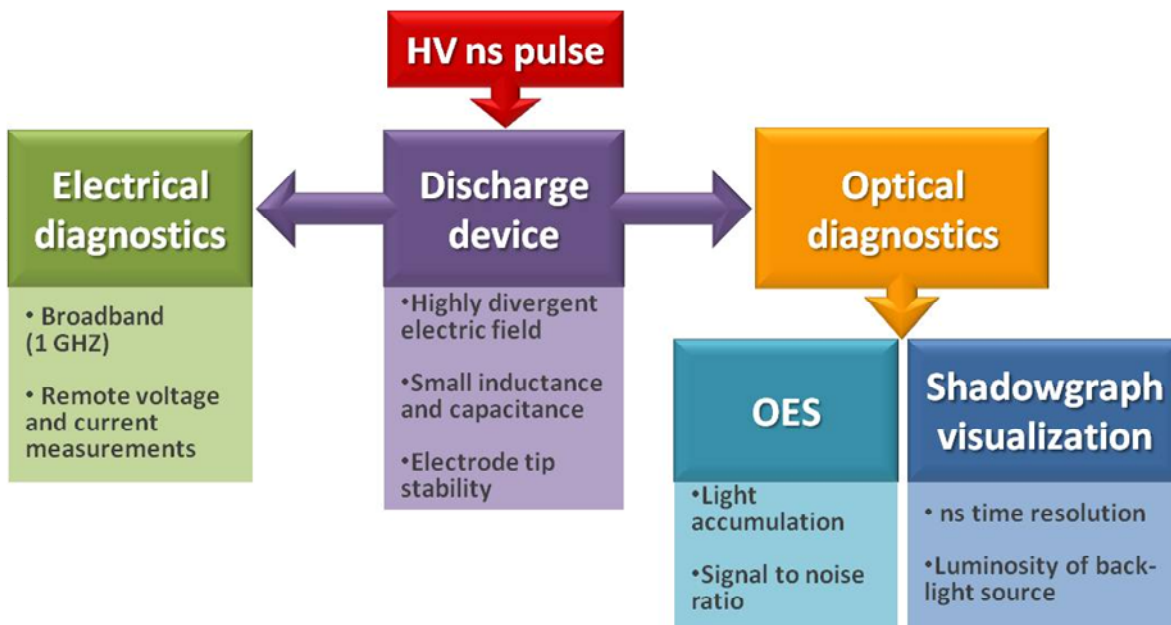 HV ns pulse
Electrical
diagnostics
• Broadband
(1 GHZ)
• Remote voltage
and current
measurements
Discharge
device
•Highly divergent
electric field
•Small inductance
and capacitance
•Electrode tip
stability
Optical
diagnostics
OES
•Light
accumulation
•Signal to noise
ratio
Shadowgraph
visualization
• ns time resolution
•Luminosity of back-
light source